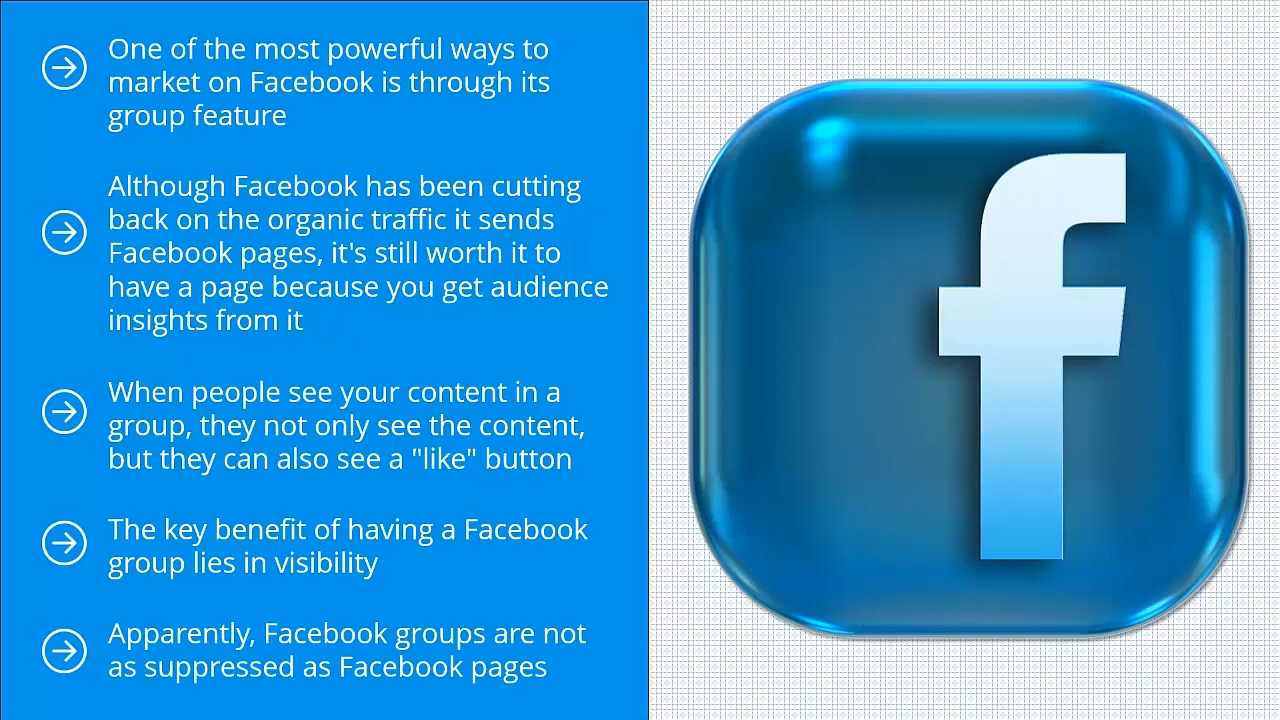 One of the most powerful ways to
market on Facebook is through its
group feature
Although Facebook has been cutting
back on the organic traffic it sends
Facebook pages, it's still worth it to
have a page because you get audience
insights from it
When people see your content in a
group, they not only see the content,
but they can also see a "like" button
The key benefit of having a Facebook
group lies in visibility
Apparently, Facebook groups are not
as suppressed as Facebook pages
f